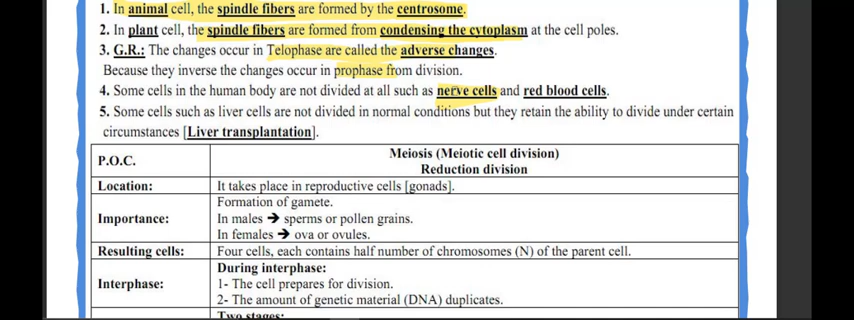 1. In animal cell, the spindle fibers are formed by the centrosome.
2. In plant cell, the spindle fibers are formed from condensing the cytoplasm at the cell poles.
3. G.R.: The changes occur in Telophase are called the adverse changes.
Because they inverse the changes occur in prophase from division.
4. Some cells in the human body are not divided at all such as nerve cells and red blood cells.
5. Some cells such as liver cells are not divided in normal conditions but they retain the ability to divide under certain
circumstances [Liver transplantation].
P.O.C.
Meiosis (Meiotic cell division)
Reduction division
Location:
It takes place in reproductive cells [gonads].
Importance:
Formation of gamete.
In males ➔ sperms or pollen grains.
In females ➔ ova or ovules.
Resulting cells:
Four cells, each contains half number of chromosomes (N) of the parent cell.
Interphase:
During interphase:
1- The cell prepares for division.
2- The amount of genetic material (DNA) duplicates.
Two stages: